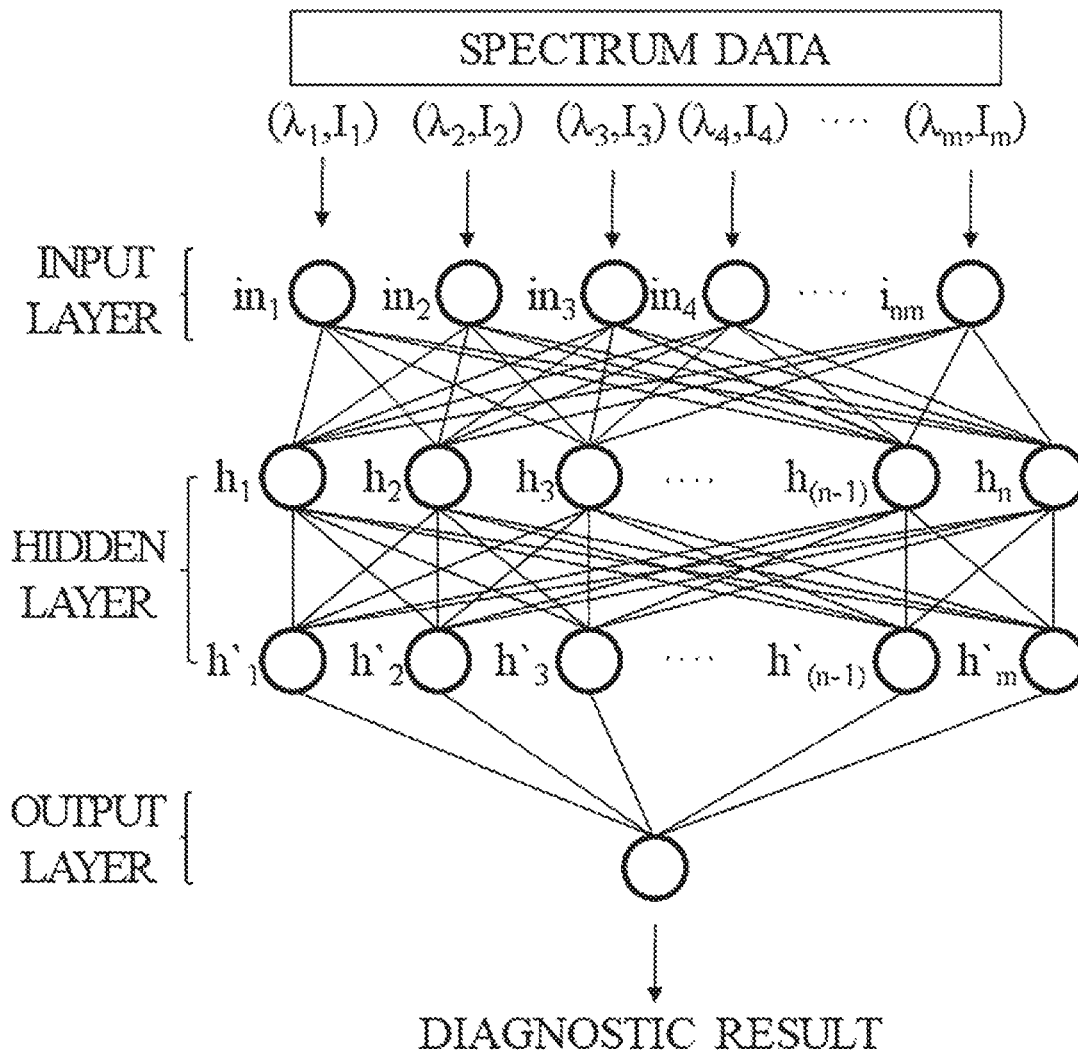 SPECTRUM DATA
(λ₁,I₁) (λ₂,I₂) (λ₃,I₃) (λ₄,I₄) ···· (λₘ,Iₘ)
INPUT
LAYER
in₁ in₂ in₃ in₄ ···· iₙₘ
h₁ h₂ h₃ ···· h₍ₙ₋₁₎ hₙ
HIDDEN
LAYER
h`₁ h`₂ h`₃ ···· h`₍ₙ₋₁₎ h`ₘ
OUTPUT
LAYER
DIAGNOSTIC RESULT